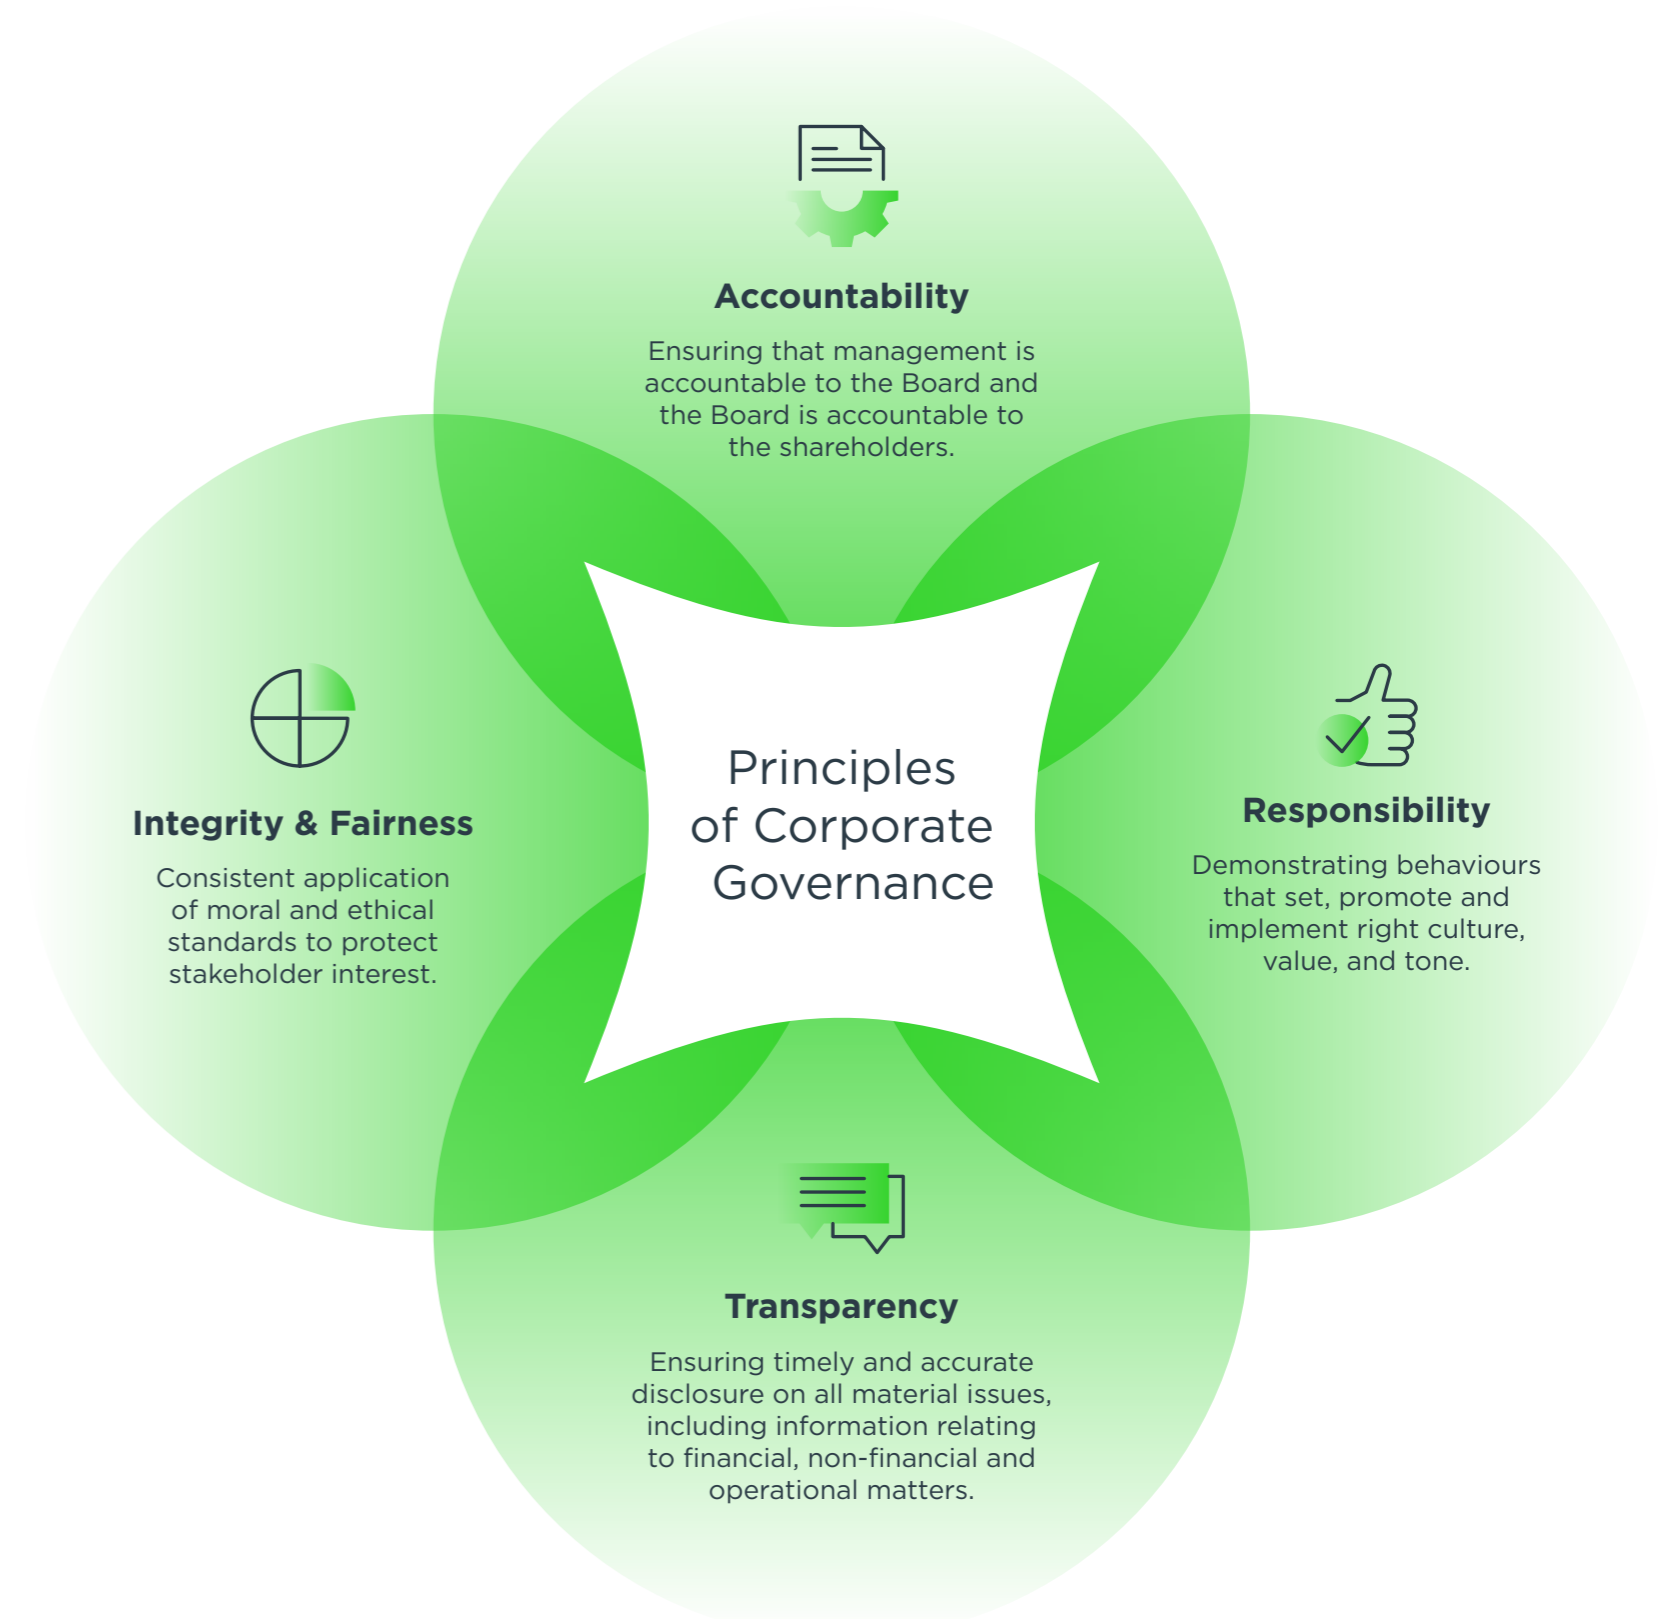 Accountability
Ensuring that management is
accountable to the Board and
the Board is accountable to
the shareholders.
Integrity & Fairness
Consistent application
of moral and ethical
standards to protect
stakeholder interest.
Principles
of Corporate
Governance
Responsibility
Demonstrating behaviours
that set, promote and
implement right culture,
value, and tone.
Transparency
Ensuring timely and accurate
disclosure on all material issues,
including information relating
to financial, non-financial and
operational matters.